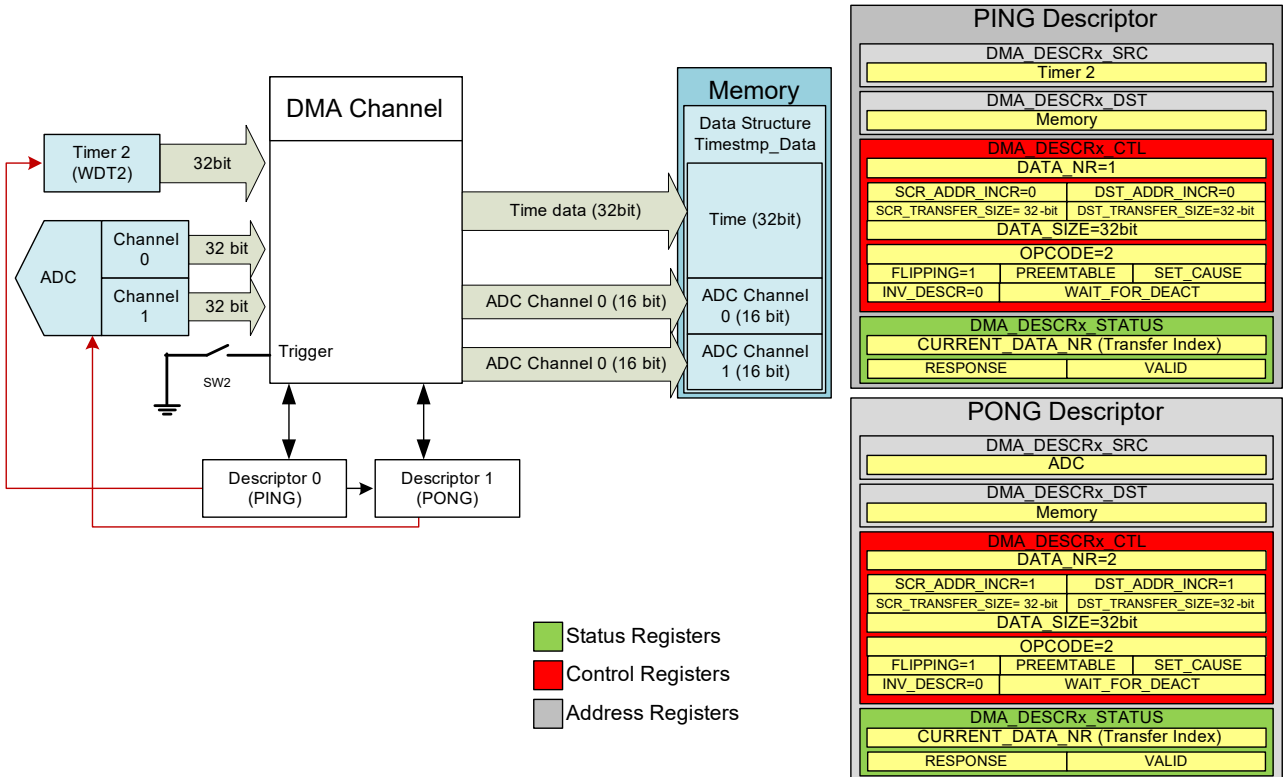 DMA Channel
Timer 2
(WDT2)
32bit
ADC
Channel
0
Channel
1
32 bit
32 bit
Trigger
SW2
Time data (32bit)
ADC Channel 0 (16 bit)
ADC Channel 0 (16 bit)
Memory
Data Structure
Timestmp_Data
Time (32bit)
ADC Channel
0 (16 bit)
ADC Channel
1 (16 bit)
Descriptor 0
(PING)
Descriptor 1
(PONG)
Status Registers
Control Registers
Address Registers
PING Descriptor
DMA_DESCRx_SRC
Timer 2
DMA_DESCRx_DST
Memory
DMA_DESCRx_CTL
DATA_NR=1
SCR_ADDR_INCR=0 DST_ADDR_INCR=0
SCR_TRANSFER_SIZE= 32-bit DST_TRANSFER_SIZE=32-bit
DATA_SIZE=32bit
OPCODE=2
FLIPPING=1 PREEMTABLE SET_CAUSE
INV_DESCR=0 WAIT_FOR_DEACT
DMA_DESCRx_STATUS
CURRENT_DATA_NR (Transfer Index)
RESPONSE VALID
PONG Descriptor
DMA_DESCRx_SRC
ADC
DMA_DESCRx_DST
Memory
DMA_DESCRx_CTL
DATA_NR=2
SCR_ADDR_INCR=1 DST_ADDR_INCR=1
SCR_TRANSFER_SIZE= 32-bit DST_TRANSFER_SIZE=32-bit
DATA_SIZE=32bit
OPCODE=2
FLIPPING=1 PREEMTABLE SET_CAUSE
INV_DESCR=0 WAIT_FOR_DEACT
DMA_DESCRx_STATUS
CURRENT_DATA_NR (Transfer Index)
RESPONSE VALID